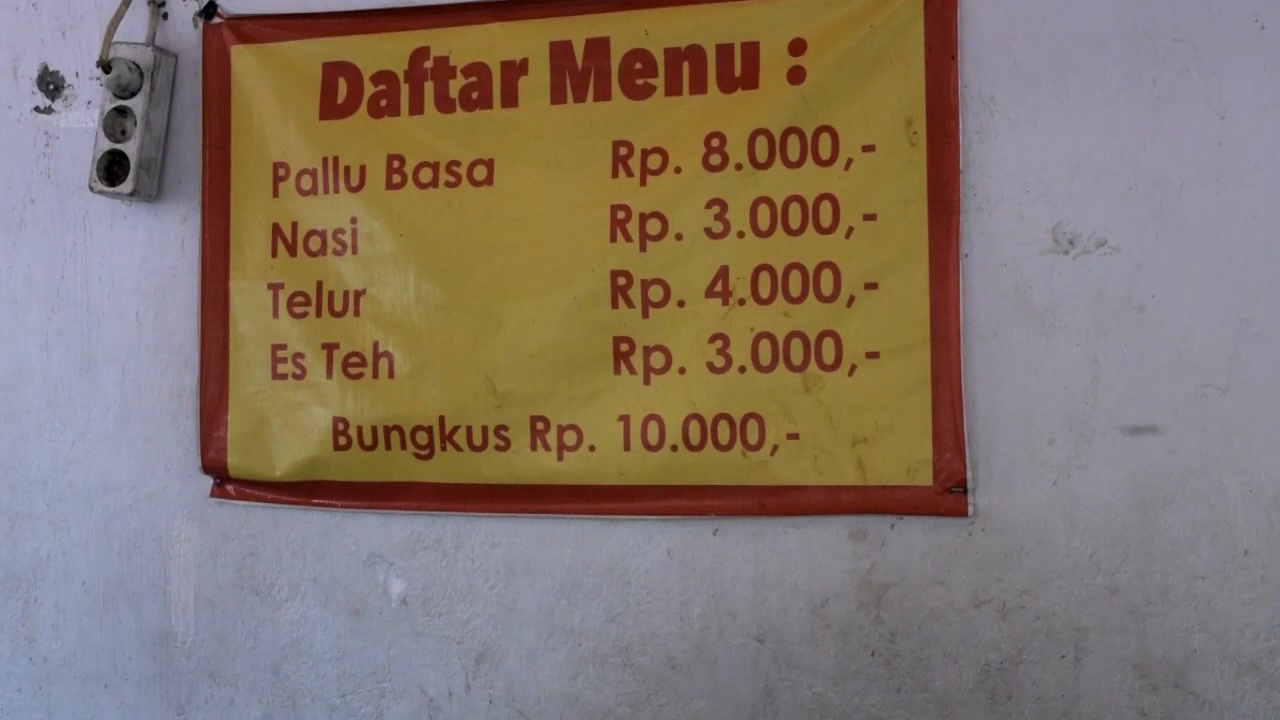 Daftar Menu :
Pallu Basa Rp. 8.000,-
Nasi Rp. 3.000,-
Telur Rp. 4.000,-
Es Teh Rp. 3.000,-
Bungkus Rp. 10.000,-